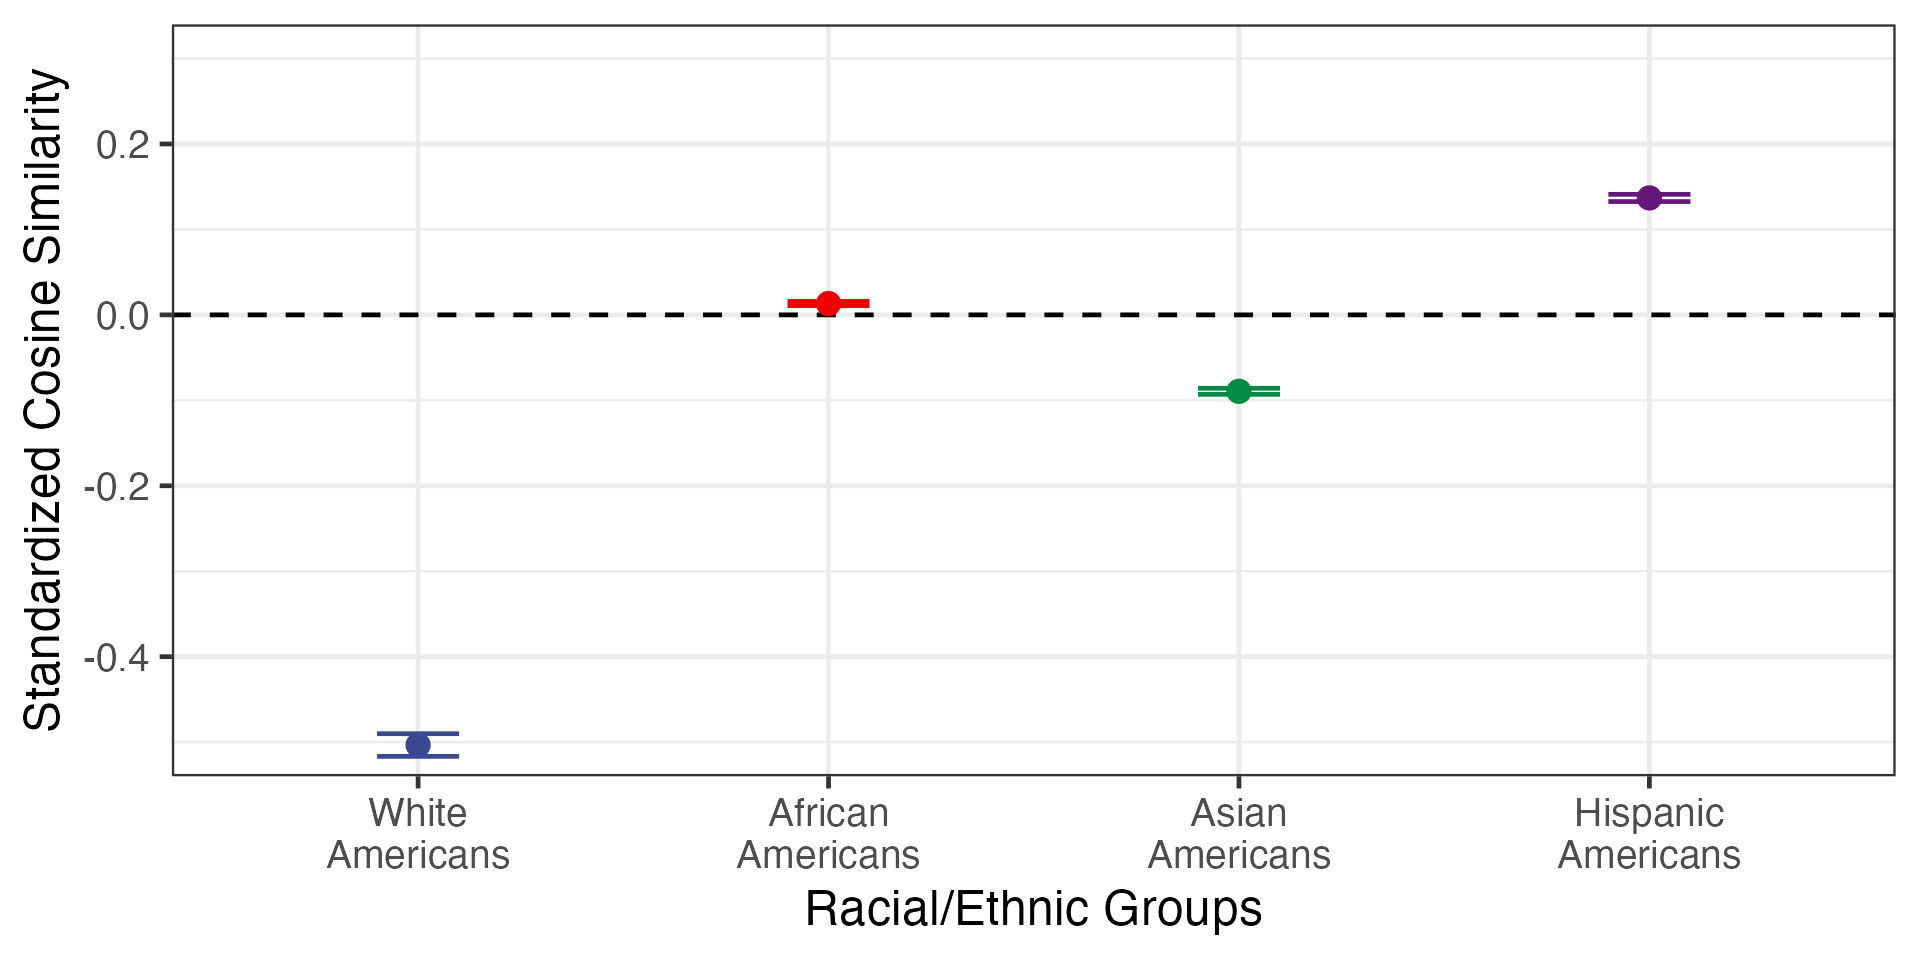 Standardized Cosine Similarity
0.2
0.0
-0.2
-0.4
White
Americans
African
Americans
Asian
Americans
Hispanic
Americans
Racial/Ethnic Groups